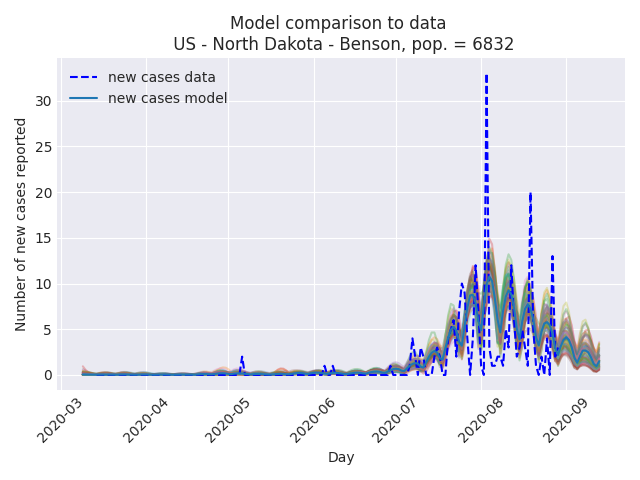 Model comparison to data
US - North Dakota - Benson, pop. = 6832
new cases data
new cases model
Number of new cases reported
30
25
20
15
10
5
0
2020-03
2020-04
2020-05
2020-06
2020-07
2020-08
2020-09
Day